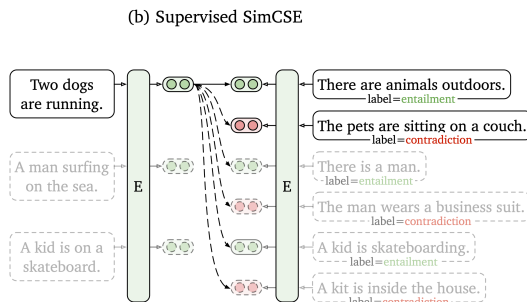 (b) Supervised SimCSE
Two dogs
are running.
A man surfing
on the sea.
A kid is on a
skateboard.
E
E
There are animals outdoors.
label=entailment
The pets are sitting on a couch.
label=contradiction
There is a man.
label=entailment
The man wears a business suit.
label=contradiction
A kid is skateboarding.
label=entailment
A kit is inside the house.
label=contradiction